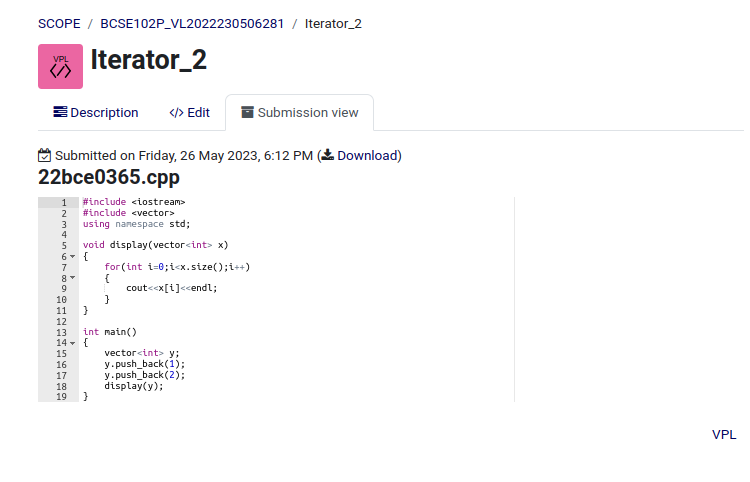 SCOPE / BCSE102P_VL2022230506281 / Iterator_2
VPL
</>
Iterator_2
Description
</> Edit
Submission view
Submitted on Friday, 26 May 2023, 6:12 PM (Download)
22bce0365.cpp
1 #include <iostream>
2 #include <vector>
3 using namespace std;
4
5 void display(vector<int> x)
6 {
7     for(int i=0;i<x.size();i++)
8     {
9         cout<<x[i]<<endl;
10     }
11 }
12
13 int main()
14 {
15     vector<int> y;
16     y.push_back(1);
17     y.push_back(2);
18     display(y);
19 }
VPL